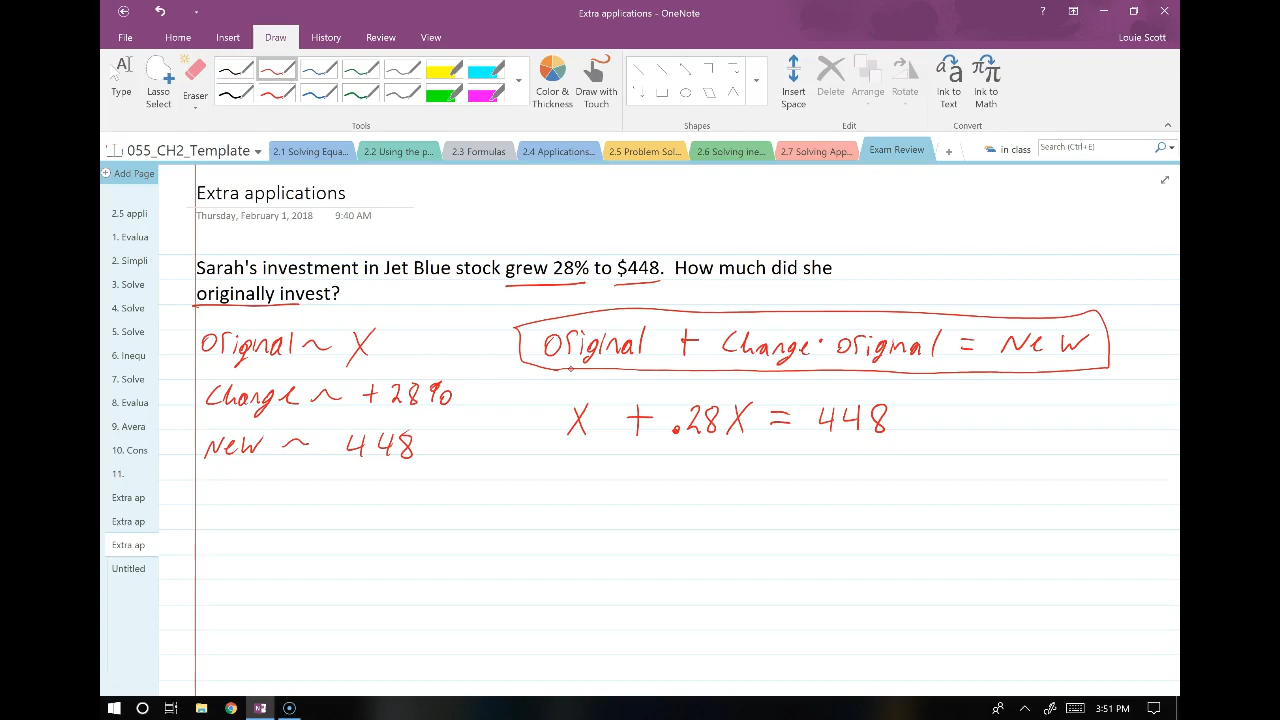 Extra applications - OneNote
?
Louie Scott
File Home Insert Draw History Review View
Type
Lasso Select
Eraser
Color & Thickness
Draw with Touch
Insert Space
Delete
Arrange
Rotate
Ink to Text
Ink to Math
Tools
Shapes
Edit
Convert
055_CH2_Template
2.1 Solving Equa...
2.2 Using the p...
2.3 Formulas
2.4 Applications...
2.5 Problem Sol...
2.6 Solving ine...
2.7 Solving App...
Exam Review
+
in class
Search (Ctrl+E)
Add Page
2.5 appli
1. Evalua
2. Simpli
3. Solve
4. Solve
5. Solve
6. Inequ
7. Solve
8. Evalua
9. Avera
10. Cons
11.
Extra ap
Extra ap
Extra ap
Untitled
Extra applications
Thursday, February 1, 2018 9:40 AM
Sarah's investment in Jet Blue stock grew 28% to $448. How much did she
originally invest?
Original ~ X
Change ~ +28%
New ~ 448
Original + Change · original = New
X + .28X = 448
3:51 PM